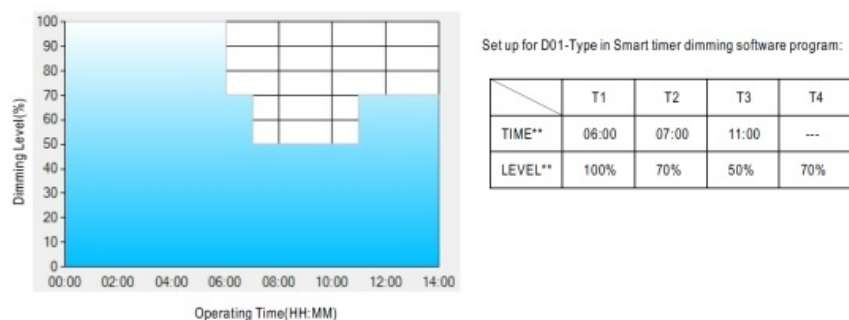 Set up for D01-Type in Smart timer dimming software program:
T1 T2 T3 T4
TIME** 06:00 07:00 11:00 ---
LEVEL** 100% 70% 50% 70%
Dimming Level(%)
100
90
80
70
60
50
40
30
20
10
0
00:00 02:00 04:00 06:00 08:00 10:00 12:00 14:00
Operating Time(HH:MM)